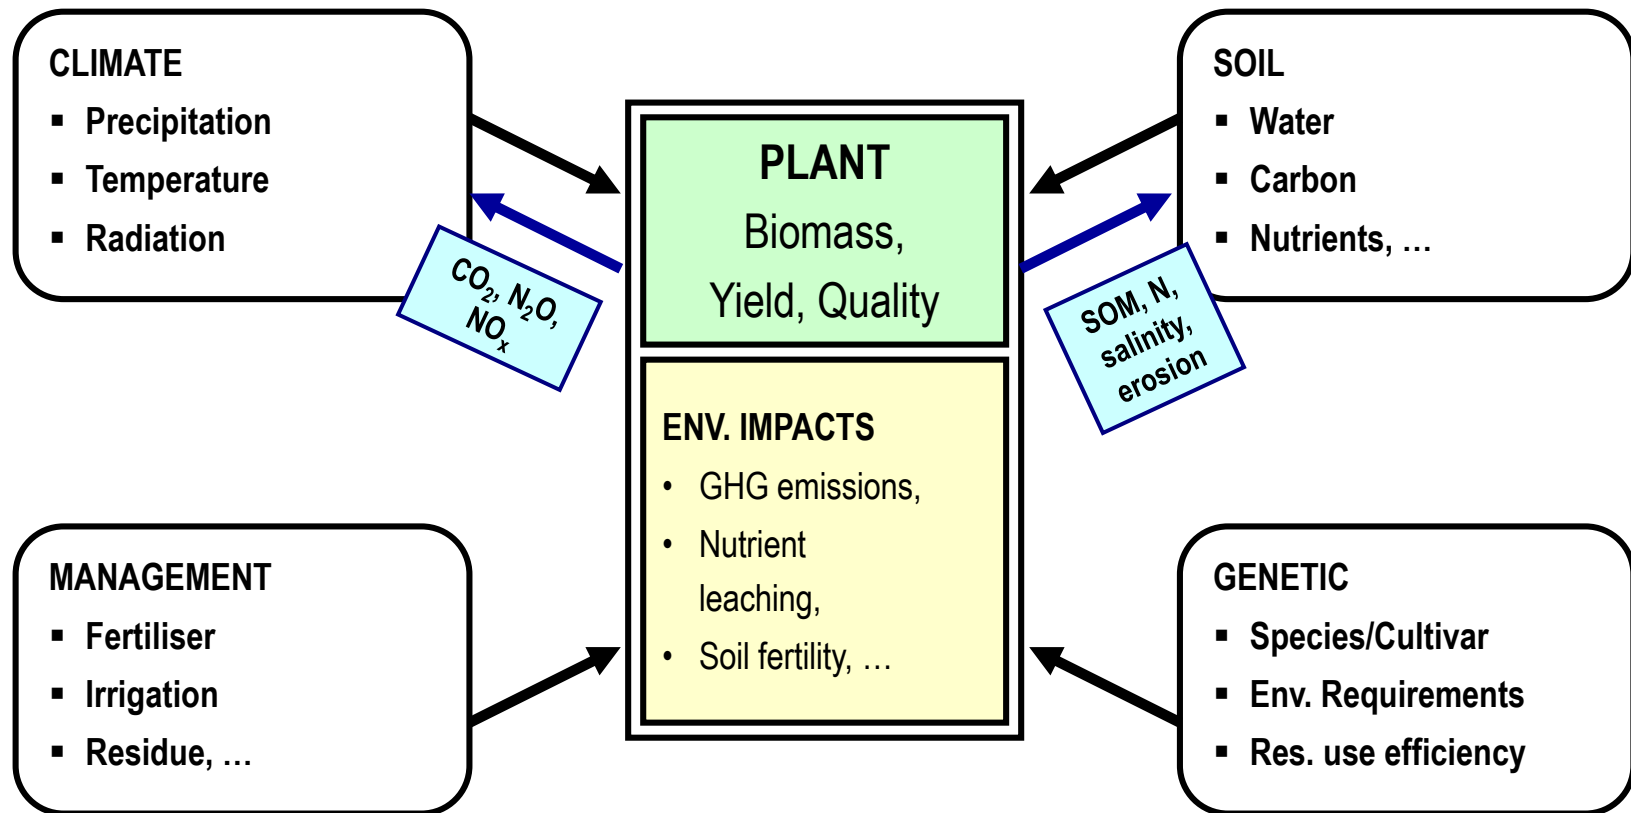 CLIMATE
▪ Precipitation
▪ Temperature
▪ Radiation
SOIL
▪ Water
▪ Carbon
▪ Nutrients, …
PLANT
Biomass,
Yield, Quality
CO₂, N₂O,
NOₓ
SOM, N,
salinity,
erosion
ENV. IMPACTS
• GHG emissions,
• Nutrient
leaching,
• Soil fertility, …
MANAGEMENT
▪ Fertiliser
▪ Irrigation
▪ Residue, …
GENETIC
▪ Species/Cultivar
▪ Env. Requirements
▪ Res. use efficiency